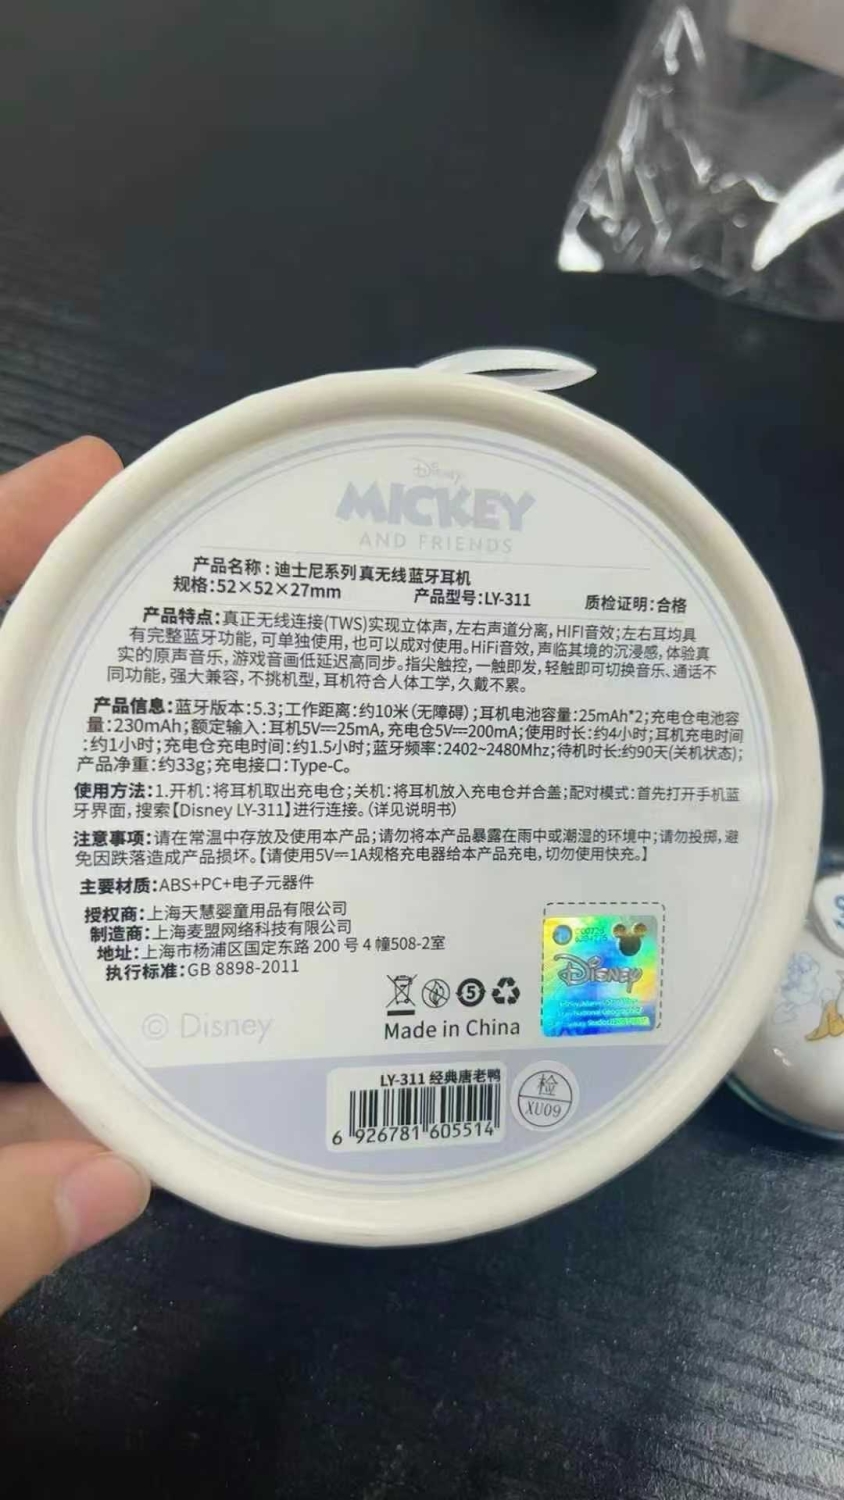 Disney
MICKEY
AND FRIENDS
产品名称:迪士尼系列真无线蓝牙耳机
规格:52×52×27mm 产品型号:LY-311 质检证明:合格
产品特点:真正无线连接(TWS)实现立体声,左右声道分离,HIFI音效;左右耳均具
有完整蓝牙功能,可单独使用,也可以成对使用。HiFi音效,声临其境的沉浸感,体验真
实的原声音乐,游戏音画低延迟高同步。指尖触控,一触即发,轻触即可切换音乐、通话不
同功能,强大兼容,不挑机型,耳机符合人体工学,久戴不累。
产品信息:蓝牙版本:5.3;工作距离:约10米(无障碍);耳机电池容量:25mAh*2;充电仓电池容
量:230mAh;额定输入:耳机5V⎓25mA,充电仓5V⎓200mA;使用时长:约4小时;耳机充电时间
:约1小时;充电仓充电时间:约1.5小时;蓝牙频率:2402~2480Mhz;待机时长:约90天(关机状态);
产品净重:约33g;充电接口:Type-C。
使用方法:1.开机:将耳机取出充电仓;关机:将耳机放入充电仓并合盖;配对模式:首先打开手机蓝
牙界面,搜索【Disney LY-311】进行连接。(详见说明书)
注意事项:请在常温中存放及使用本产品;请勿将本产品暴露在雨中或潮湿的环境中;请勿投掷,避
免因跌落造成产品损坏。【请使用5V⎓1A规格充电器给本产品充电,切勿使用快充。】
主要材质:ABS+PC+电子元器件
授权商:上海天慧婴童用品有限公司
制造商:上海麦盟网络科技有限公司
地址:上海市杨浦区国定东路 200 号 4 幢508-2室
执行标准:GB 8898-2011
Disney
5
Made in China
© Disney
LY-311 经典唐老鸭
6 926781 605514
检
XU09